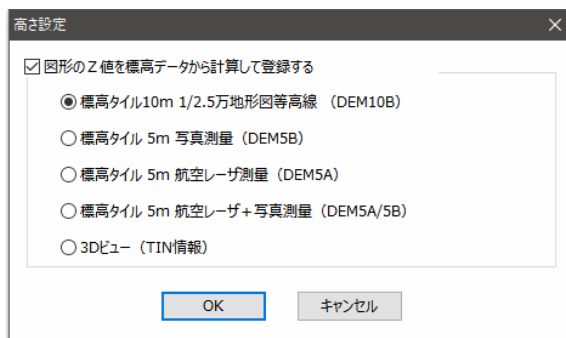 高さ設定
図形のZ値を標高データから計算して登録する
標高タイル10m 1/2.5万地形図等高線 (DEM10B)
標高タイル 5m 写真測量 (DEM5B)
標高タイル 5m 航空レーザ測量 (DEM5A)
標高タイル 5m 航空レーザ+写真測量 (DEM5A/5B)
3Dビュー (TIN情報)
OK キャンセル